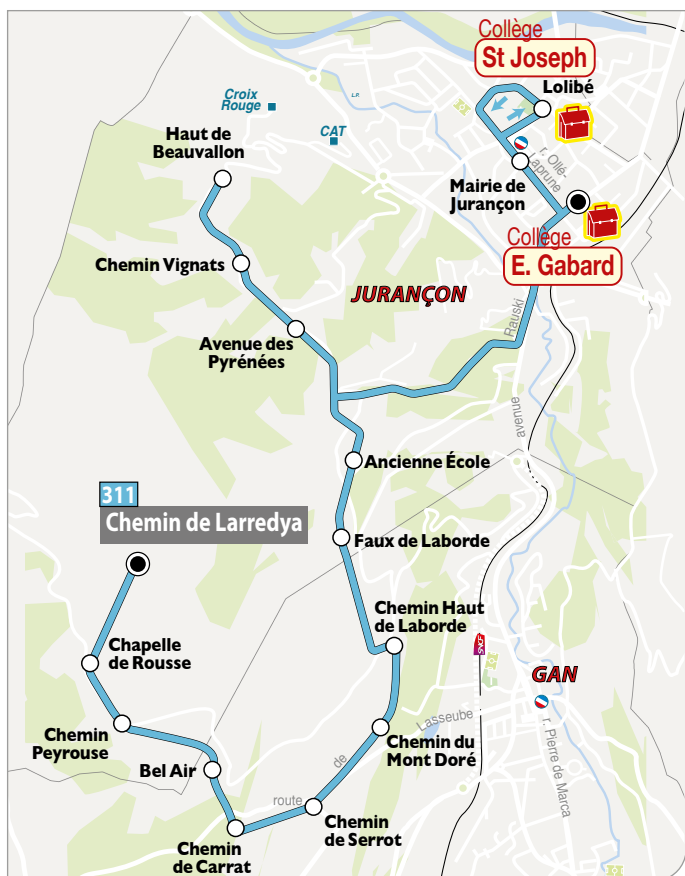 Collège
St Joseph
Lolibé
Croix
Rouge
L.P.
CAT
Haut de
Beauvallon
r. Ollé-
Laprune
Mairie de
Jurançon
Collège
E. Gabard
Chemin Vignats
JURANÇON
Rauski
avenue
Avenue des
Pyrénées
Ancienne École
311
Chemin de Larredya
Faux de Laborde
Chemin Haut
de Laborde
SNCF
GAN
Chapelle
de Rousse
Chemin
Peyrouse
Lasseube
de
route
Chemin du
Mont Doré
r. Pierre de Marca
Bel Air
Chemin
de Carrat
Chemin
de Serrot